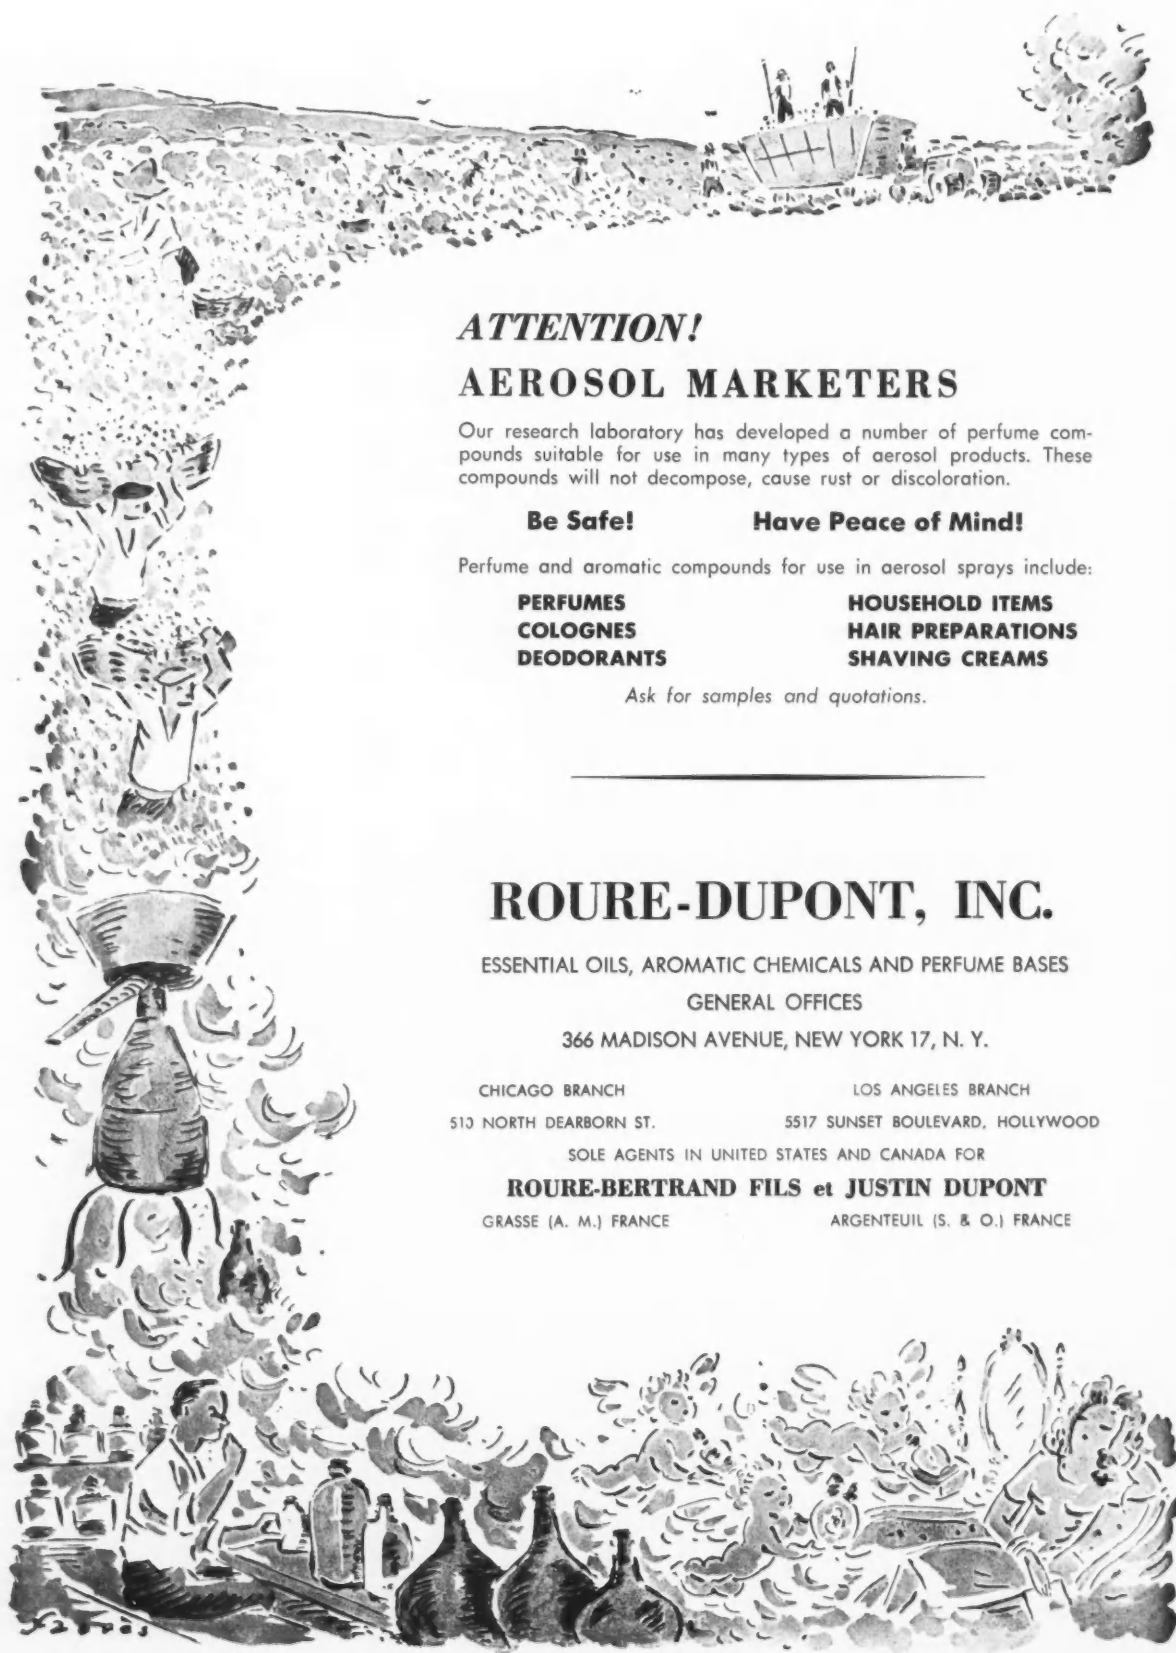 ATTENTION!
AEROSOL MARKETERS
Our research laboratory has developed a number of perfume com-
pounds suitable for use in many types of aerosol products. These
compounds will not decompose, cause rust or discoloration.
Be Safe! Have Peace of Mind!
Perfume and aromatic compounds for use in aerosol sprays include:
PERFUMES HOUSEHOLD ITEMS
COLOGNES HAIR PREPARATIONS
DEODORANTS SHAVING CREAMS
Ask for samples and quotations.
ROURE-DUPONT, INC.
ESSENTIAL OILS, AROMATIC CHEMICALS AND PERFUME BASES
GENERAL OFFICES
366 MADISON AVENUE, NEW YORK 17, N. Y.
CHICAGO BRANCH LOS ANGELES BRANCH
510 NORTH DEARBORN ST. 5517 SUNSET BOULEVARD, HOLLYWOOD
SOLE AGENTS IN UNITED STATES AND CANADA FOR
ROURE-BERTRAND FILS et JUSTIN DUPONT
GRASSE (A. M.) FRANCE ARGENTEUIL (S. & O.) FRANCE